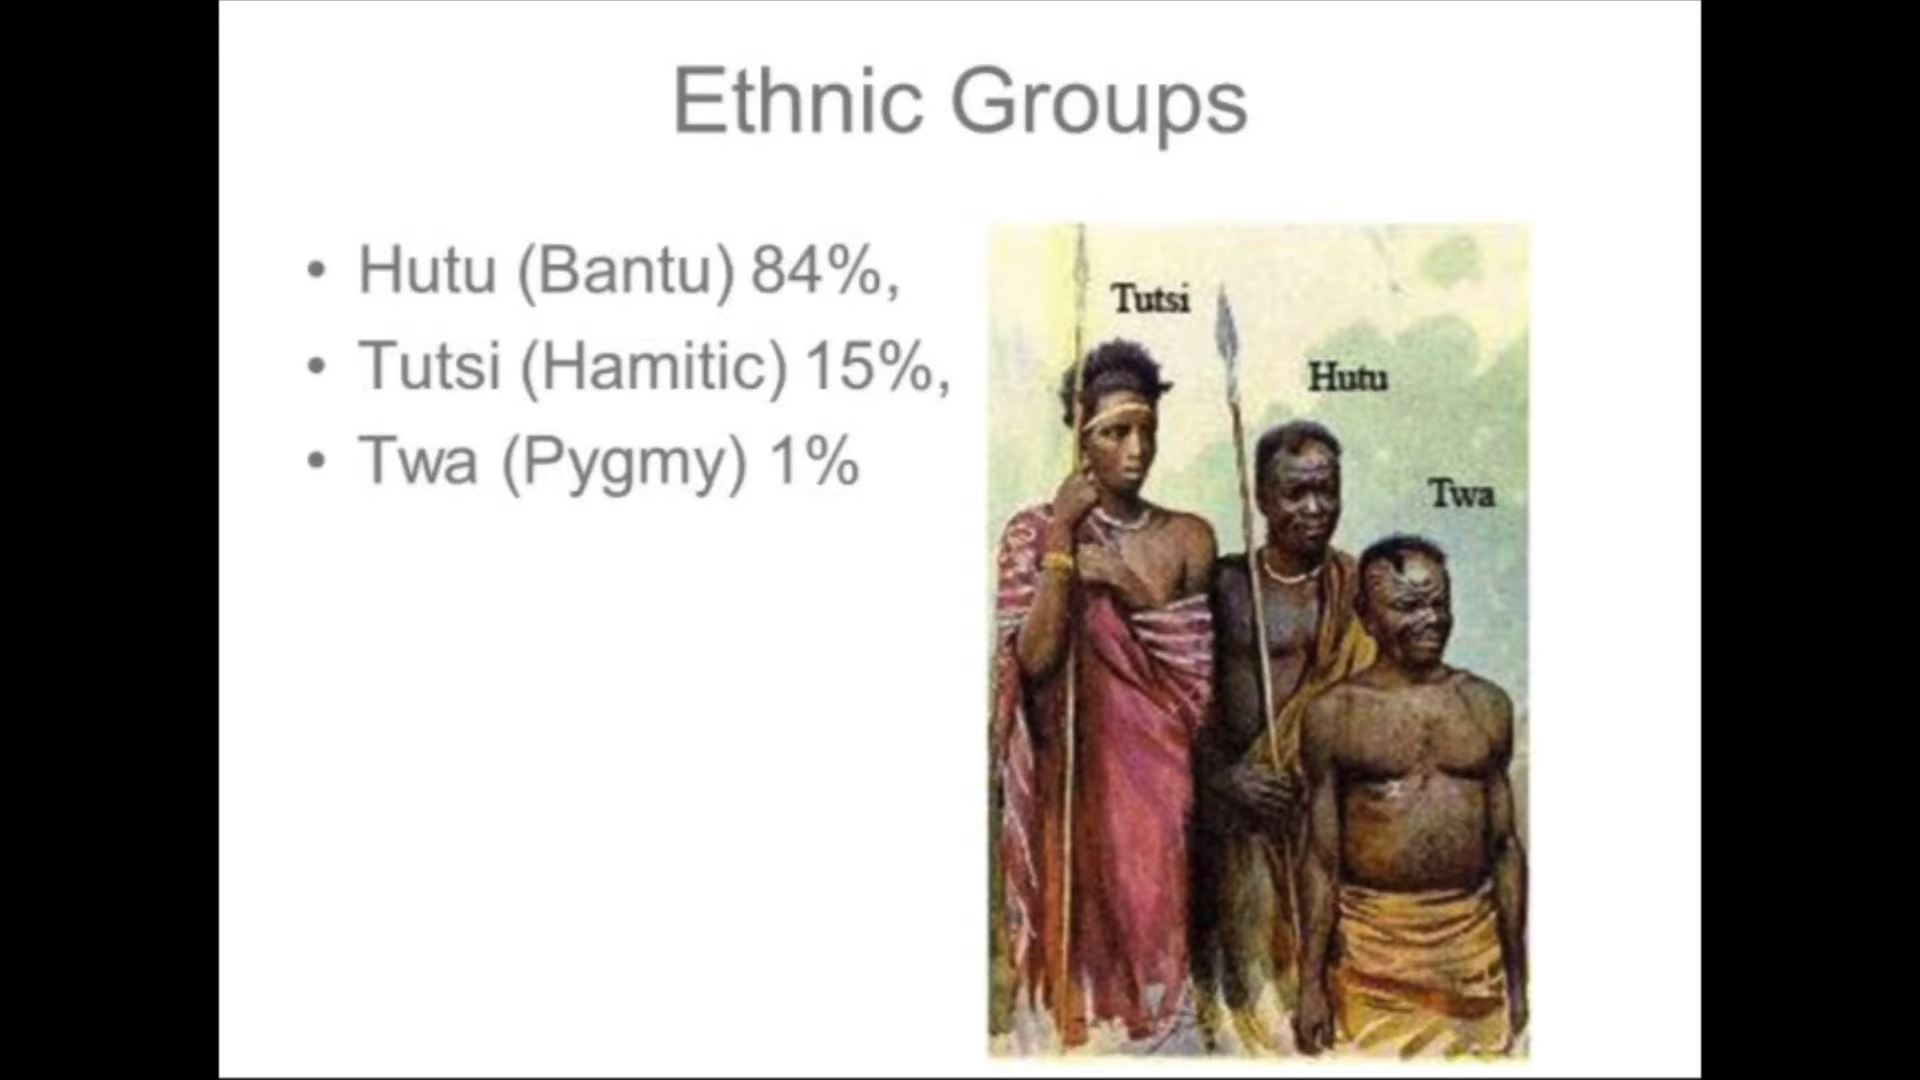 Ethnic Groups
• Hutu (Bantu) 84%,
• Tutsi (Hamitic) 15%,
• Twa (Pygmy) 1%
Tutsi
Hutu
Twa